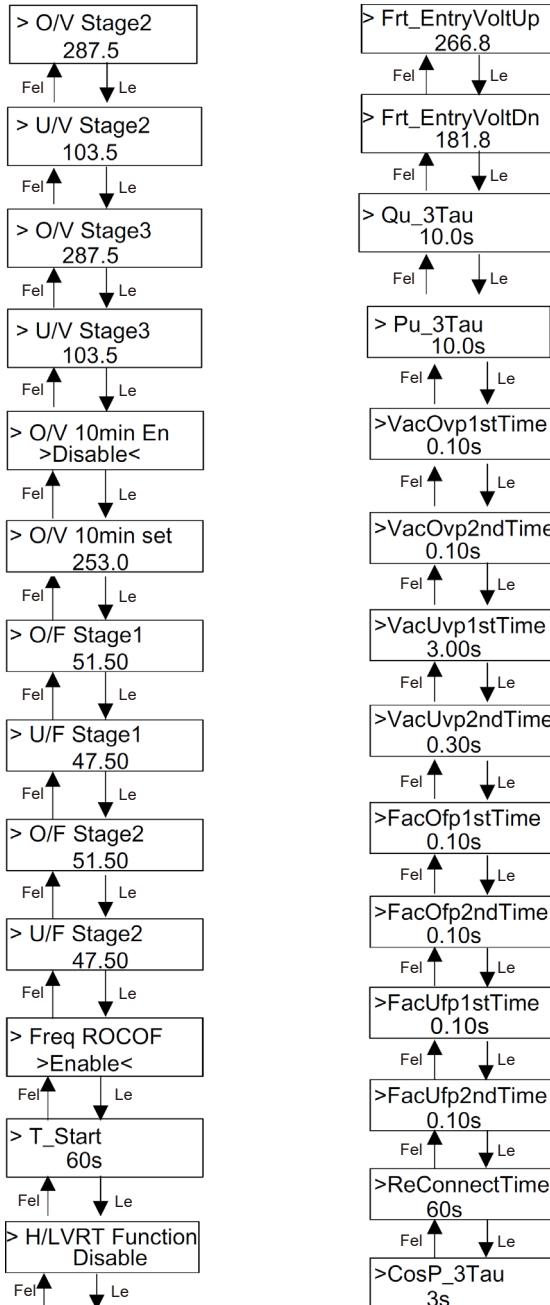 > O/V Stage2
287.5
Fel Le
> U/V Stage2
103.5
Fel Le
> O/V Stage3
287.5
Fel Le
> U/V Stage3
103.5
Fel Le
> O/V 10min En
>Disable<
Fel Le
> O/V 10min set
253.0
Fel Le
> O/F Stage1
51.50
Fel Le
> U/F Stage1
47.50
Fel Le
> O/F Stage2
51.50
Fel Le
> U/F Stage2
47.50
Fel Le
> Freq ROCOF
>Enable<
Fel Le
> T_Start
60s
Fel Le
> H/LVRT Function
Disable
Fel Le
> Frt_EntryVoltUp
266.8
Fel Le
> Frt_EntryVoltDn
181.8
Fel Le
> Qu_3Tau
10.0s
Fel Le
> Pu_3Tau
10.0s
Fel Le
>VacOvp1stTime
0.10s
Fel Le
>VacOvp2ndTime
0.10s
Fel Le
>VacUvp1stTime
3.00s
Fel Le
>VacUvp2ndTime
0.30s
Fel Le
>FacOfp1stTime
0.10s
Fel Le
>FacOfp2ndTime
0.10s
Fel Le
>FacUfp1stTime
0.10s
Fel Le
>FacUfp2ndTime
0.10s
Fel Le
>ReConnectTime
60s
Fel Le
>CosP_3Tau
3s